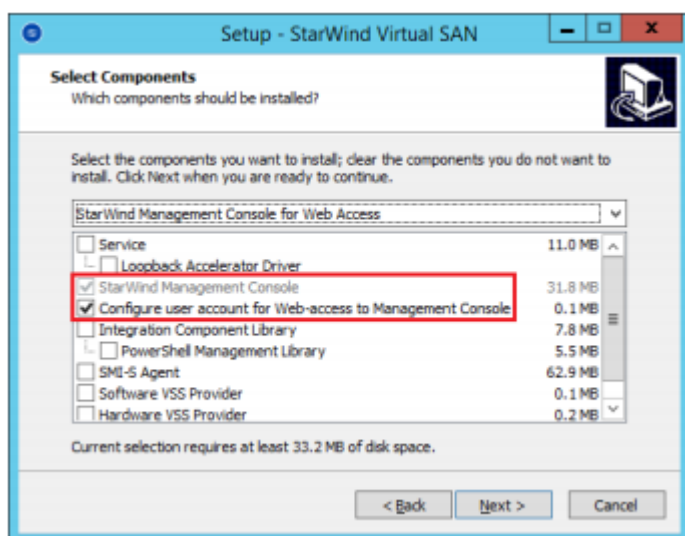 Setup - StarWind Virtual SAN
Select Components
Which components should be installed?
Select the components you want to install; clear the components you do not want to
install. Click Next when you are ready to continue.
StarWind Management Console for Web Access
Service 11.0 MB
Loopback Accelerator Driver
StarWind Management Console 31.8 MB
Configure user account for Web-access to Management Console 0.1 MB
Integration Component Library 7.8 MB
PowerShell Management Library 5.5 MB
SMI-S Agent 62.9 MB
Software VSS Provider 0.1 MB
Hardware VSS Provider 0.2 MB
Current selection requires at least 33.2 MB of disk space.
< Back Next > Cancel